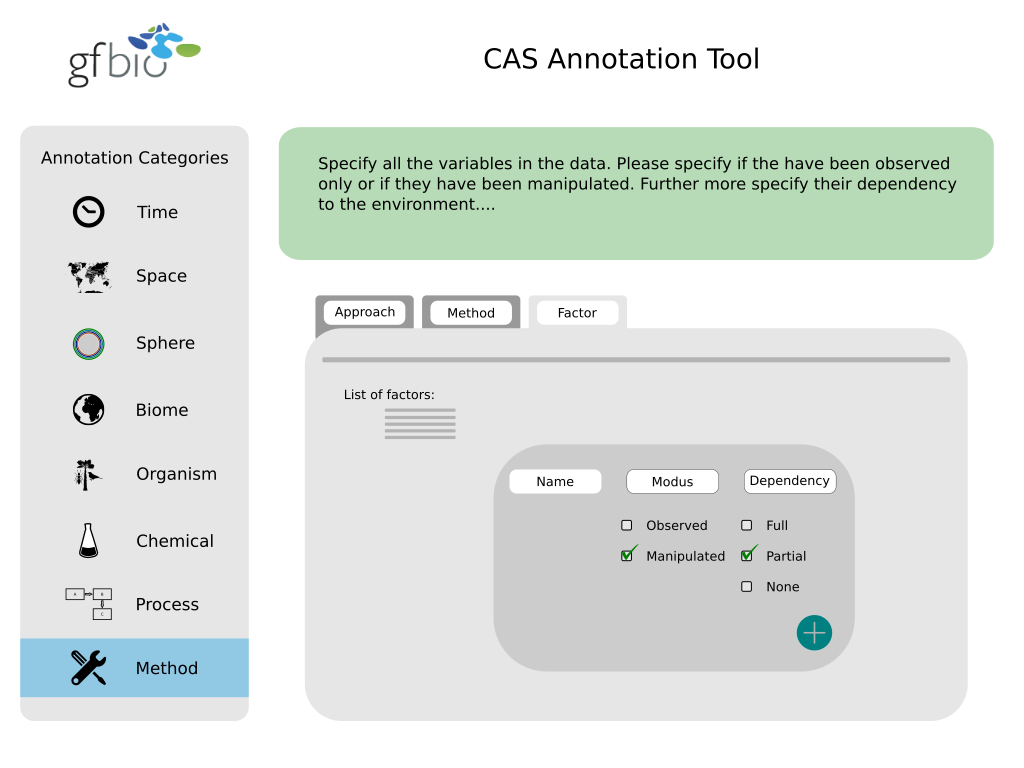 gfbio
CAS Annotation Tool
Annotation Categories
Time
Space
Sphere
Biome
Organism
Chemical
A
B
C
Process
Method
Specify all the variables in the data. Please specify if the have been observed
only or if they have been manipulated. Further more specify their dependency
to the environment....
Approach
Method
Factor
List of factors:
Name
Modus
Dependency
Observed
Full
Manipulated
Partial
None